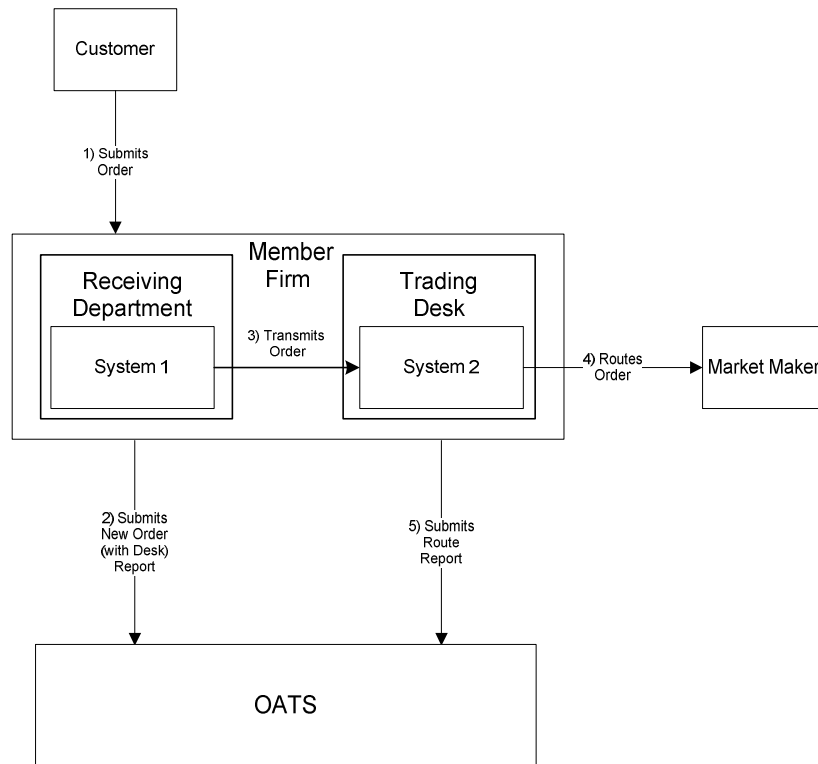 Customer
1) Submits
Order
Member
Firm
Receiving
Department
System 1
3) Transmits
Order
Trading
Desk
System 2
4) Routes
Order
Market Maker
2) Submits
New Order
(with Desk)
Report
5) Submits
Route
Report
OATS